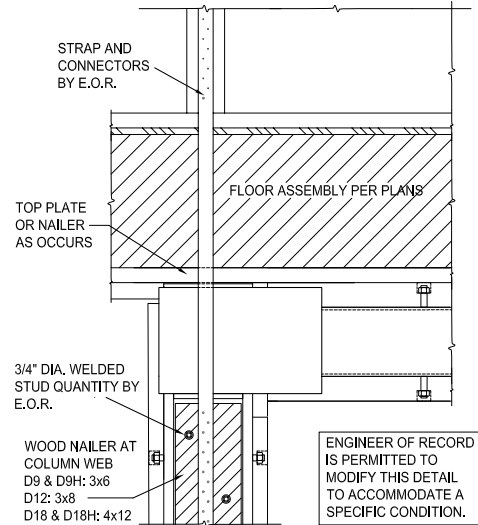 STRAP AND
CONNECTORS
BY E.O.R.
FLOOR ASSEMBLY PER PLANS
TOP PLATE
OR NAILER
AS OCCURS
3/4" DIA. WELDED
STUD QUANTITY BY
E.O.R.
WOOD NAILER AT
COLUMN WEB
D9 & D9H: 3x6
D12: 3x8
D18 & D18H: 4x12
ENGINEER OF RECORD
IS PERMITTED TO
MODIFY THIS DETAIL
TO ACCOMMODATE A
SPECIFIC CONDITION.